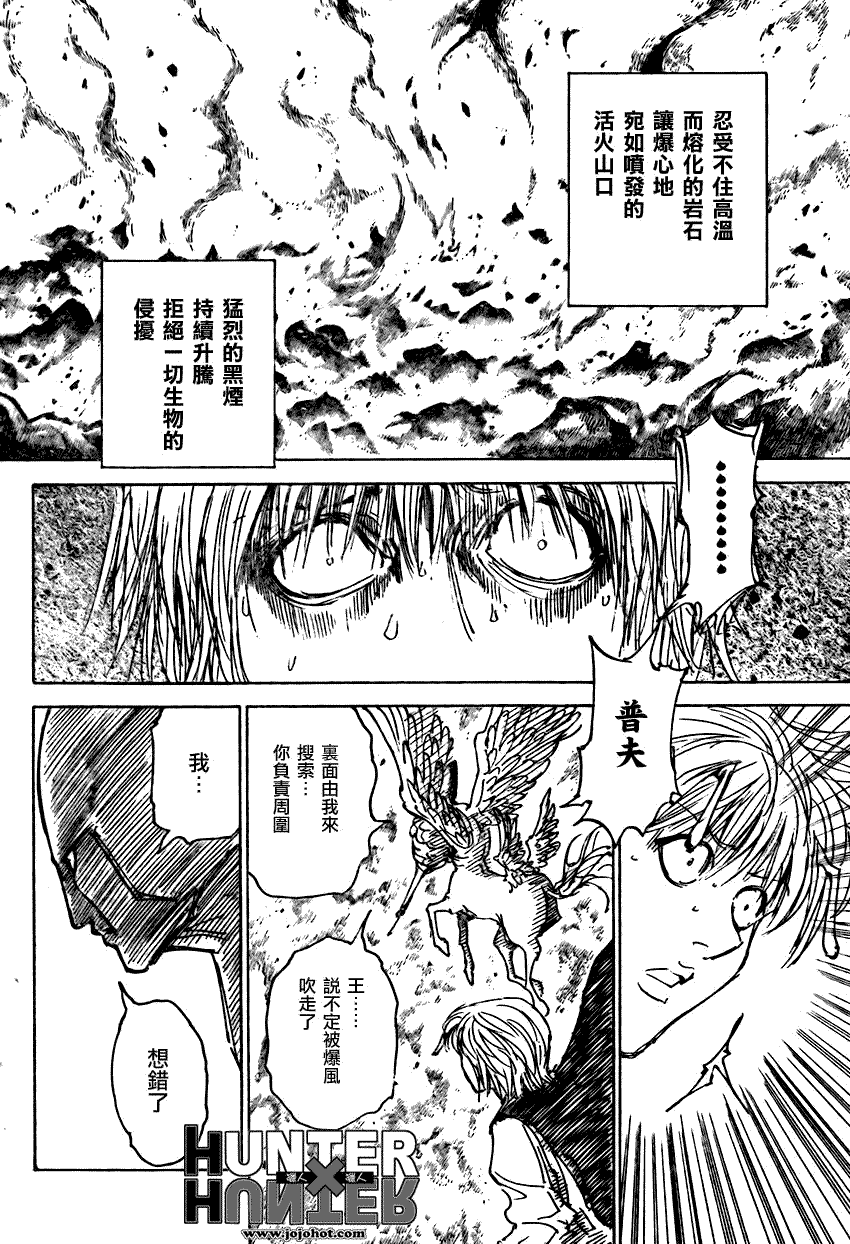 忍受不住高溫
而熔化的岩石
讓爆心地
宛如噴發的
活火山口
猛烈的黑煙
持續升騰
拒絕一切生物的
侵擾
………
普夫
裏面由我來
搜索…
你負責周圍
王……
說不定被爆風
吹走了
我…
想錯了
HUNTER
×
獵人 獵人
HUNTER
www.jojohot.com